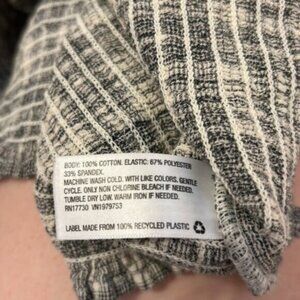 BODY: 100% COTTON. ELASTIC: 67% POLYESTER
33% SPANDEX.
MACHINE WASH COLD. WITH LIKE COLORS. GENTLE
CYCLE. ONLY NON CHLORINE BLEACH IF NEEDED.
TUMBLE DRY LOW. WARM IRON IF NEEDED.
RN17730 VN1979753
LABEL MADE FROM 100% RECYCLED PLASTIC